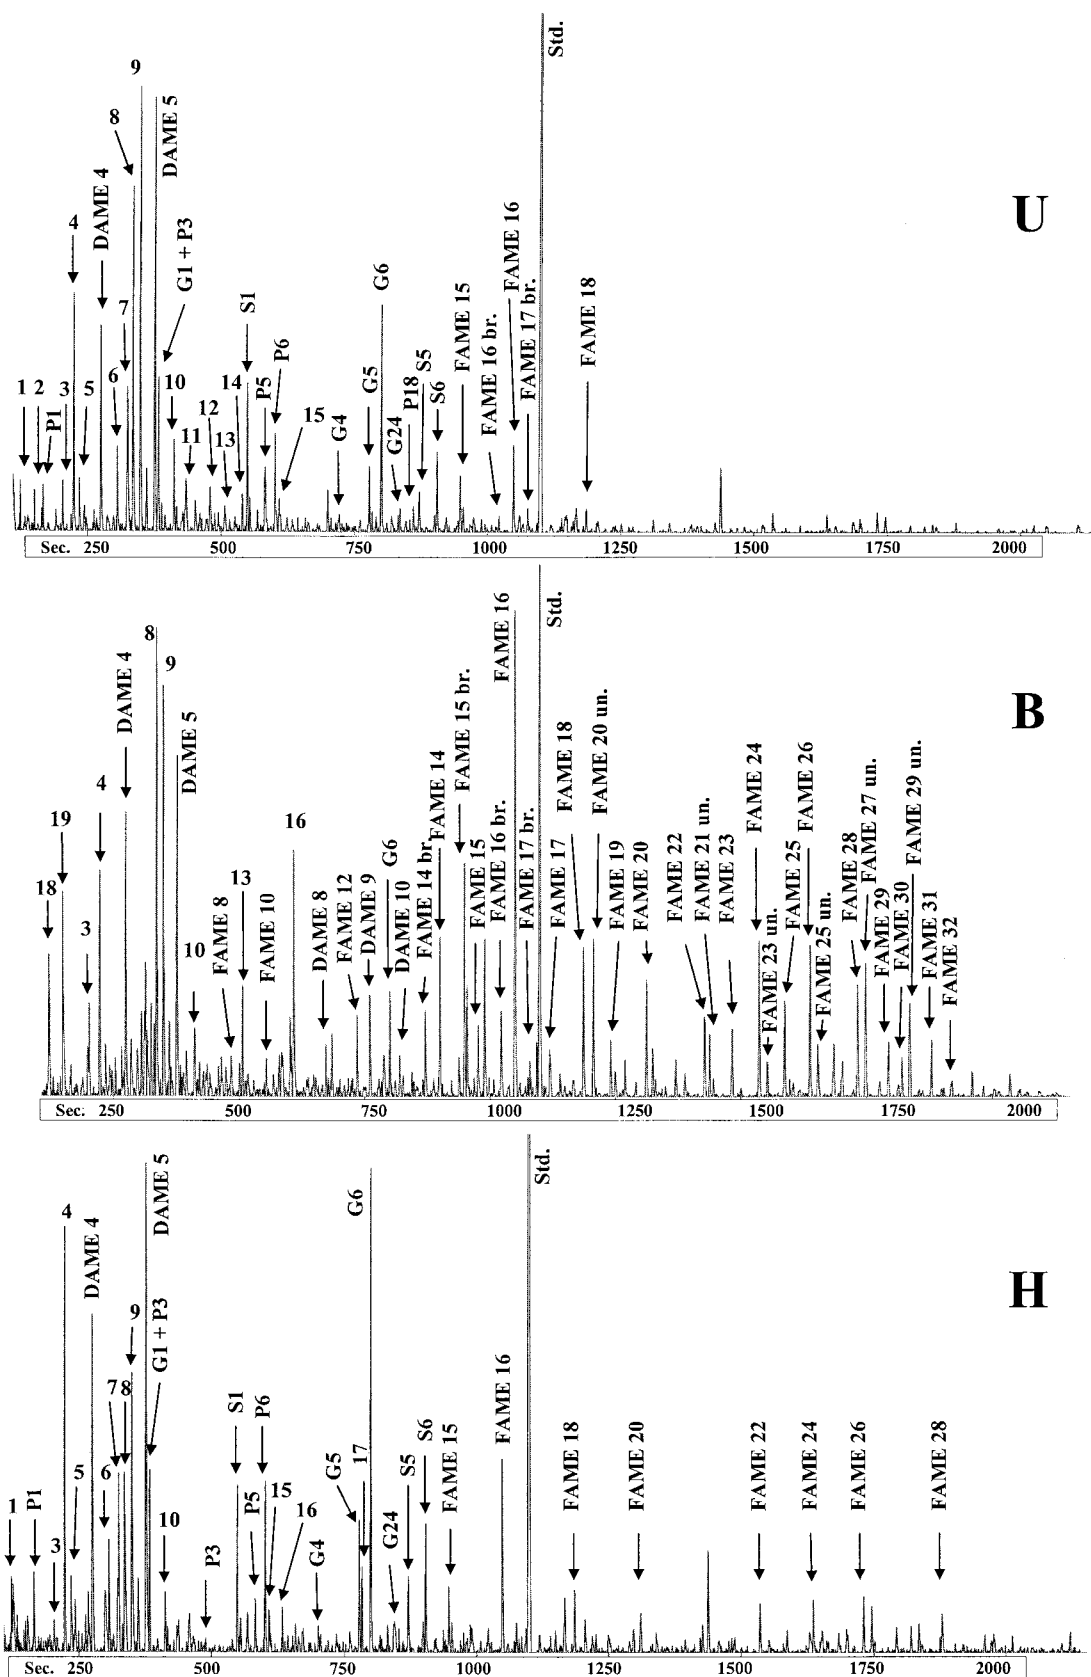 Std.
9
DAME 5
8
U
DAME 4
4
G1 + P3
FAME 16
G6
7
S1
FAME 15
FAME 16 br.
FAME 17 br.
FAME 18
P6
S5
1
2
P1
3
5
6
10
14
P5
G5
P18
S6
11
12
13
15
G4
G24
Sec. 250 500 750 1000 1250 1500 1750 2000
Std.
FAME 16
8
9
DAME 4
DAME 5
B
FAME 15 br.
FAME 18
FAME 20 un.
FAME 14
4
19
16
G6
FAME 24
FAME 26
FAME 27 un.
FAME 29 un.
18
3
13
10
FAME 8
FAME 10
DAME 8
FAME 12
DAME 9
DAME 10
FAME 14 br.
FAME 15
FAME 16 br.
FAME 17 br.
FAME 17
FAME 19
FAME 20
FAME 22
FAME 21 un.
FAME 23
FAME 23 un.
FAME 25
FAME 25 un.
FAME 28
FAME 29
FAME 30
FAME 31
FAME 32
Sec. 250 500 750 1000 1250 1500 1750 2000
Std.
DAME 5
G6
4
DAME 4
H
9
G1 + P3
7
8
S1
P6
FAME 16
S6
G5
17
S5
FAME 15
1
P1
3
5
6
10
P3
P5
15
16
G4
G24
FAME 18
FAME 20
FAME 22
FAME 24
FAME 26
FAME 28
Sec. 250 500 750 1000 1250 1500 1750 2000